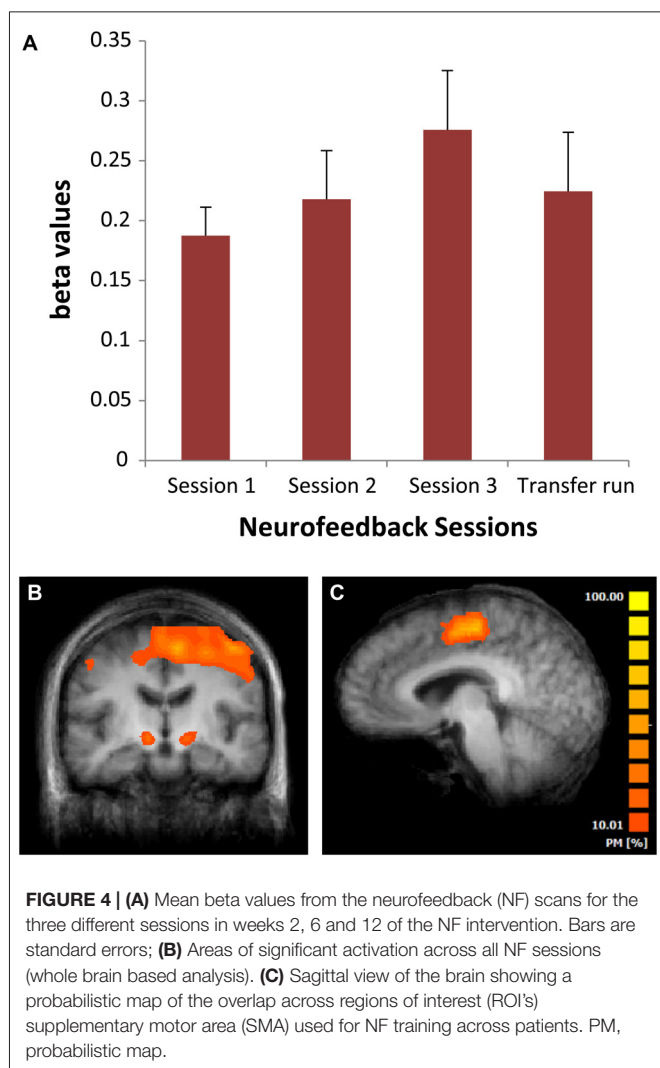 A
0.35
0.3
0.25
0.2
0.15
0.1
0.05
0
beta values
Session 1 Session 2 Session 3 Transfer run
Neurofeedback Sessions
B
C
100.00
10.01
PM [%]
FIGURE 4 | (A) Mean beta values from the neurofeedback (NF) scans for the
three different sessions in weeks 2, 6 and 12 of the NF intervention. Bars are
standard errors; (B) Areas of significant activation across all NF sessions
(whole brain based analysis). (C) Sagittal view of the brain showing a
probabilistic map of the overlap across regions of interest (ROI's)
supplementary motor area (SMA) used for NF training across patients. PM,
probabilistic map.